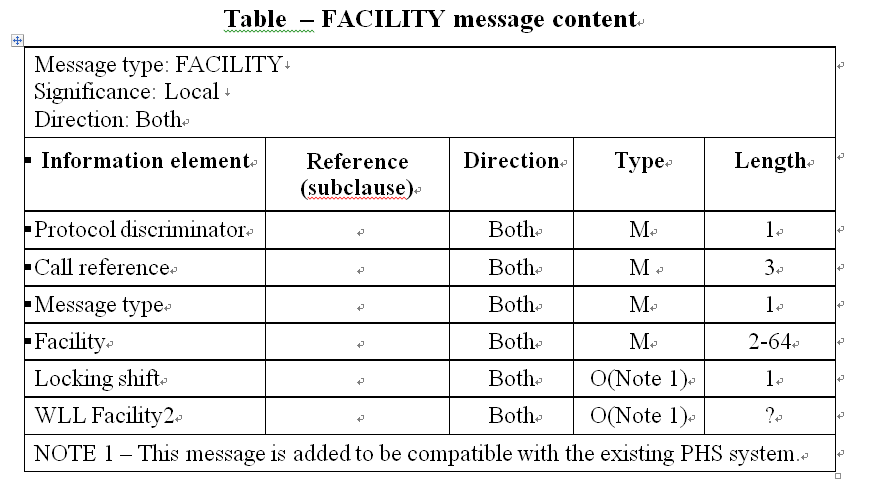 Table – FACILITY message content
Message type: FACILITY
Significance: Local
Direction: Both
Information element Reference (subclause) Direction Type Length
Protocol discriminator Both M 1
Call reference Both M 3
Message type Both M 1
Facility Both M 2-64
Locking shift Both O(Note 1) 1
WLL Facility2 Both O(Note 1) ?
NOTE 1 – This message is added to be compatible with the existing PHS system.